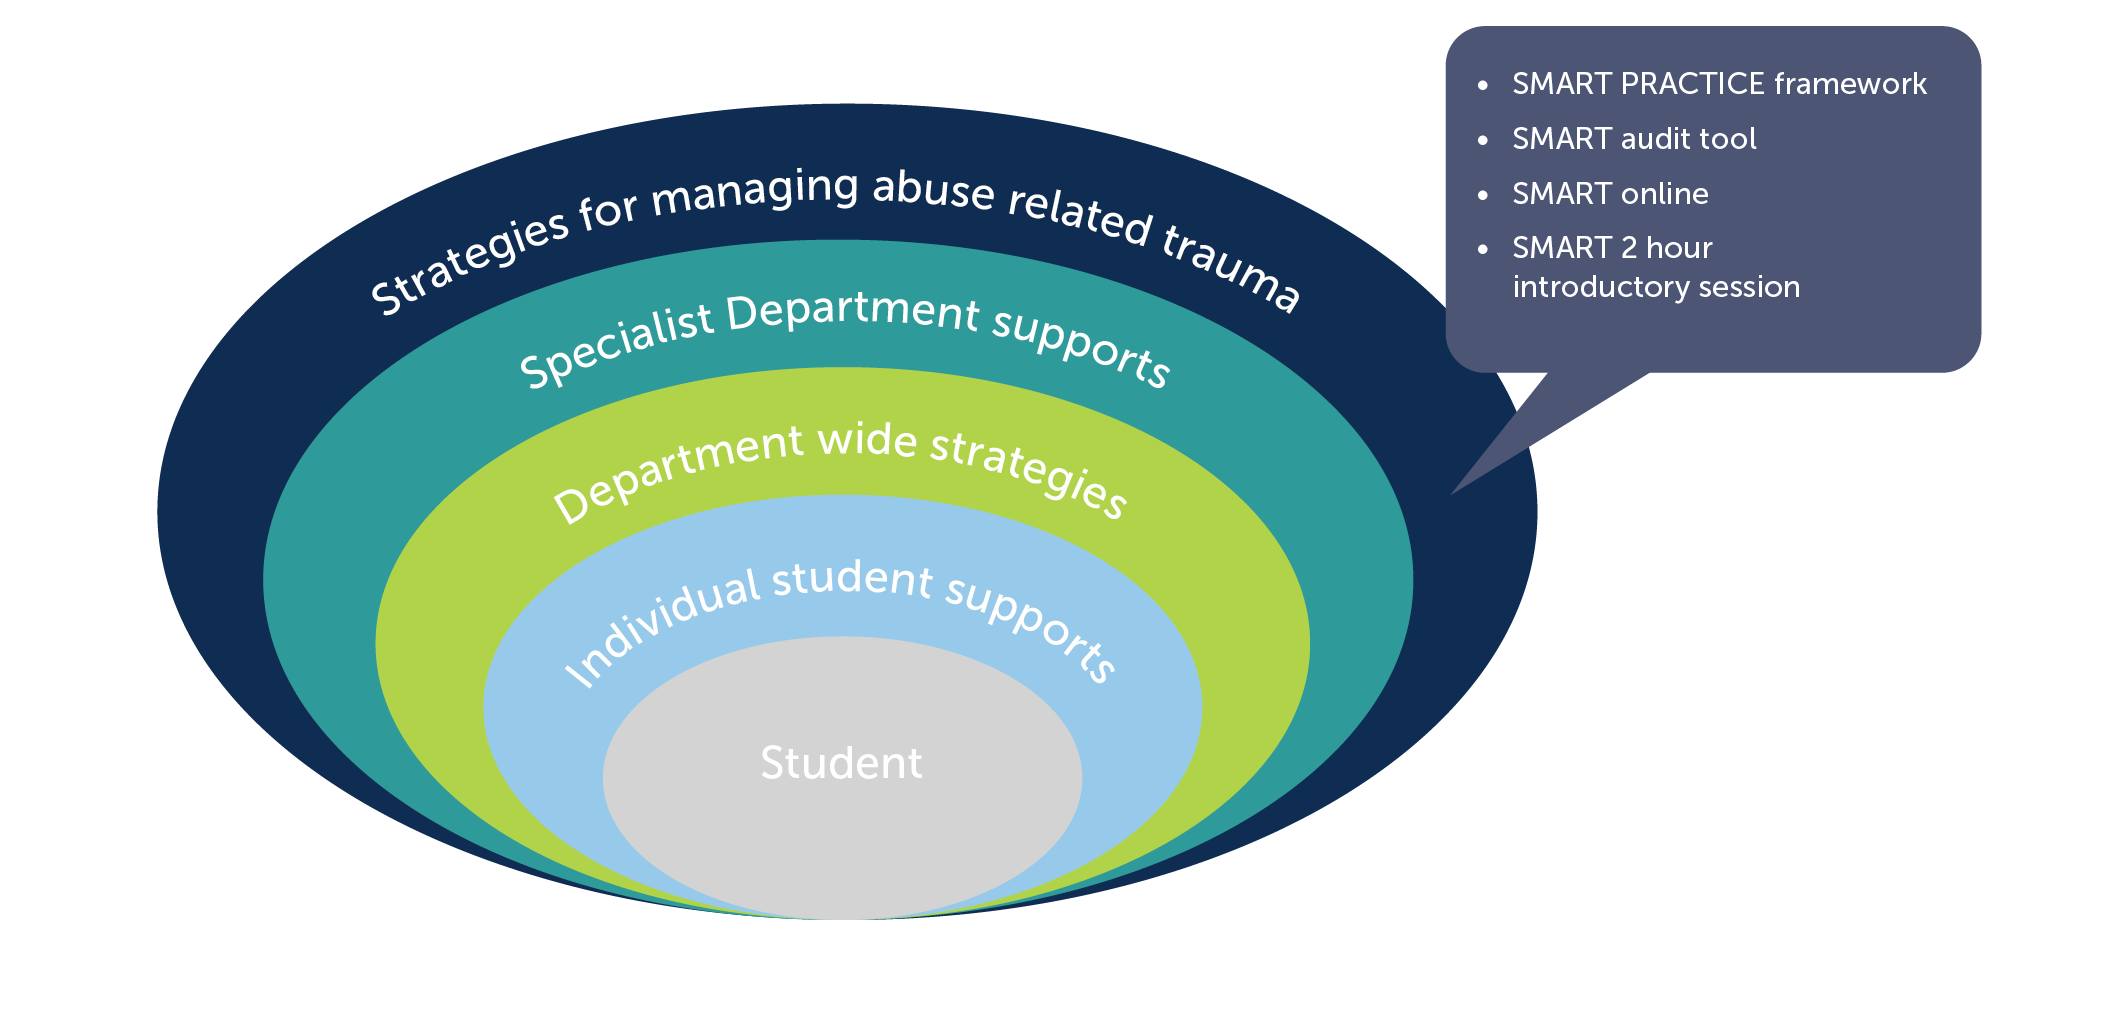 Strategies for managing abuse related trauma
Specialist Department supports
Department wide strategies
Individual student supports
Student
• SMART PRACTICE framework
• SMART audit tool
• SMART online
• SMART 2 hour
introductory session